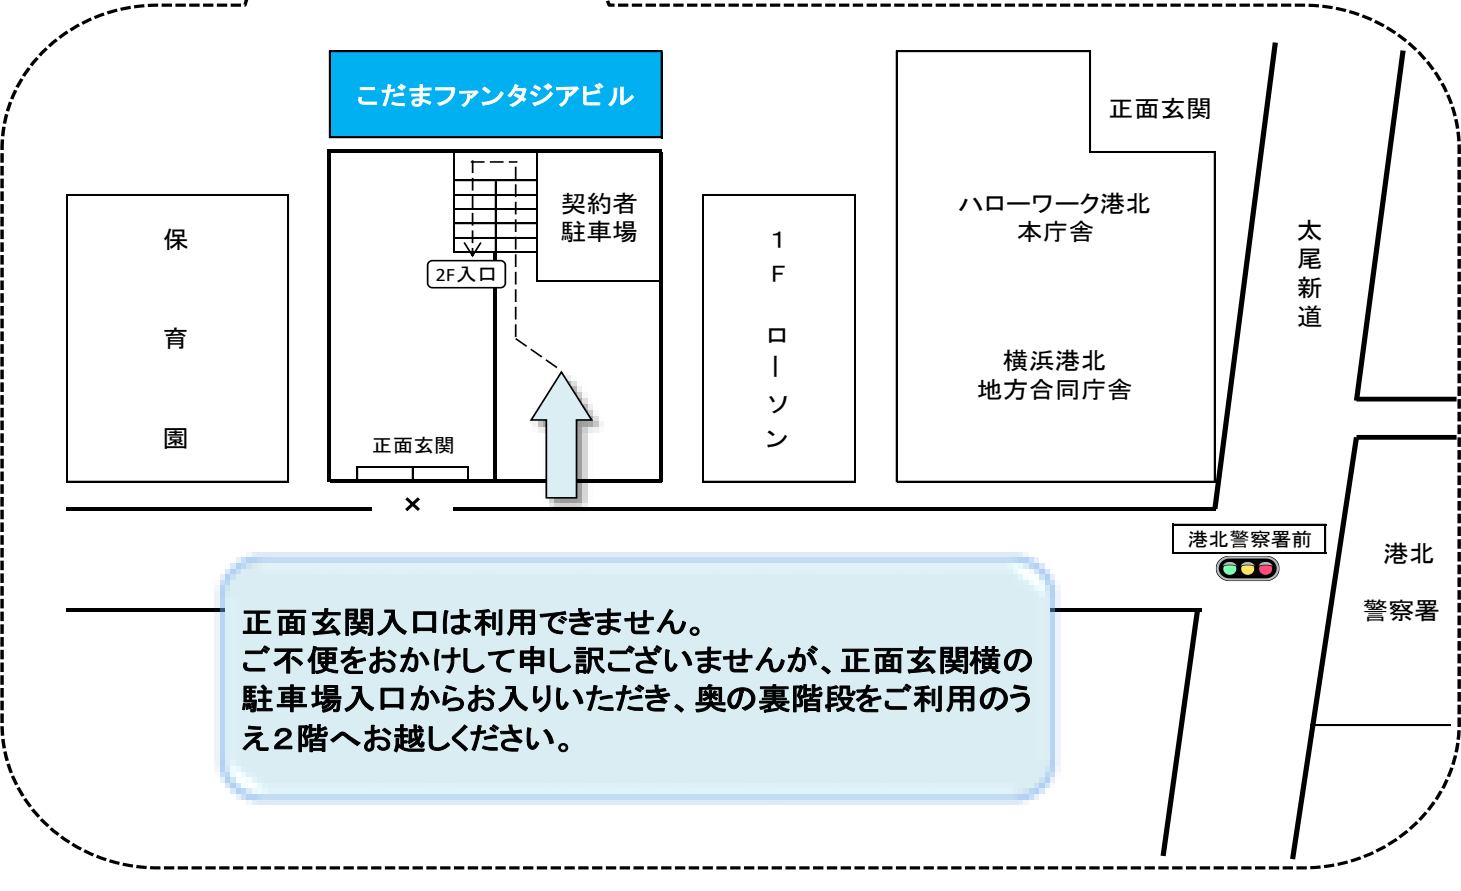 こだまファンタジアビル
正面玄関
保育園
契約者
駐車場
2F入口
正面玄関
×
1F ローソン
ハローワーク港北
本庁舎
横浜港北
地方合同庁舎
太尾新道
港北警察署前
港北
警察署
正面玄関入口は利用できません。
ご不便をおかけして申し訳ございませんが、正面玄関横の
駐車場入口からお入りいただき、奥の裏階段をご利用のう
え２階へお越しください。